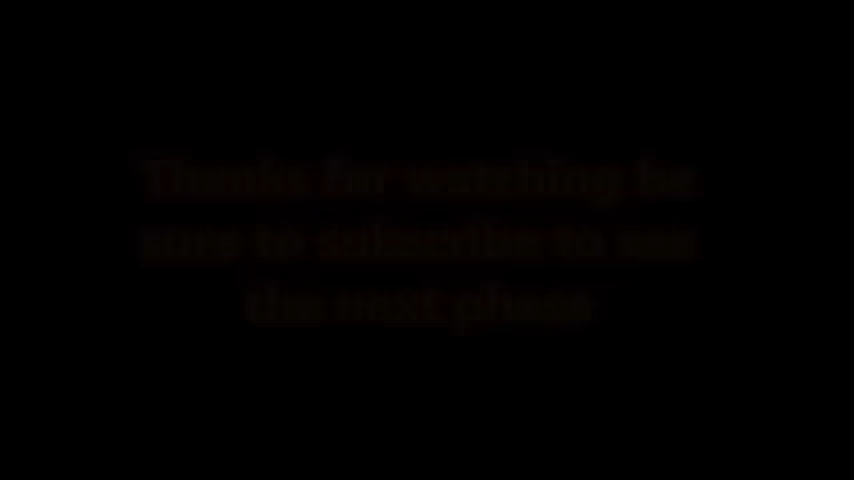 Thanks for watching be
sure to subscribe to see
the next phase